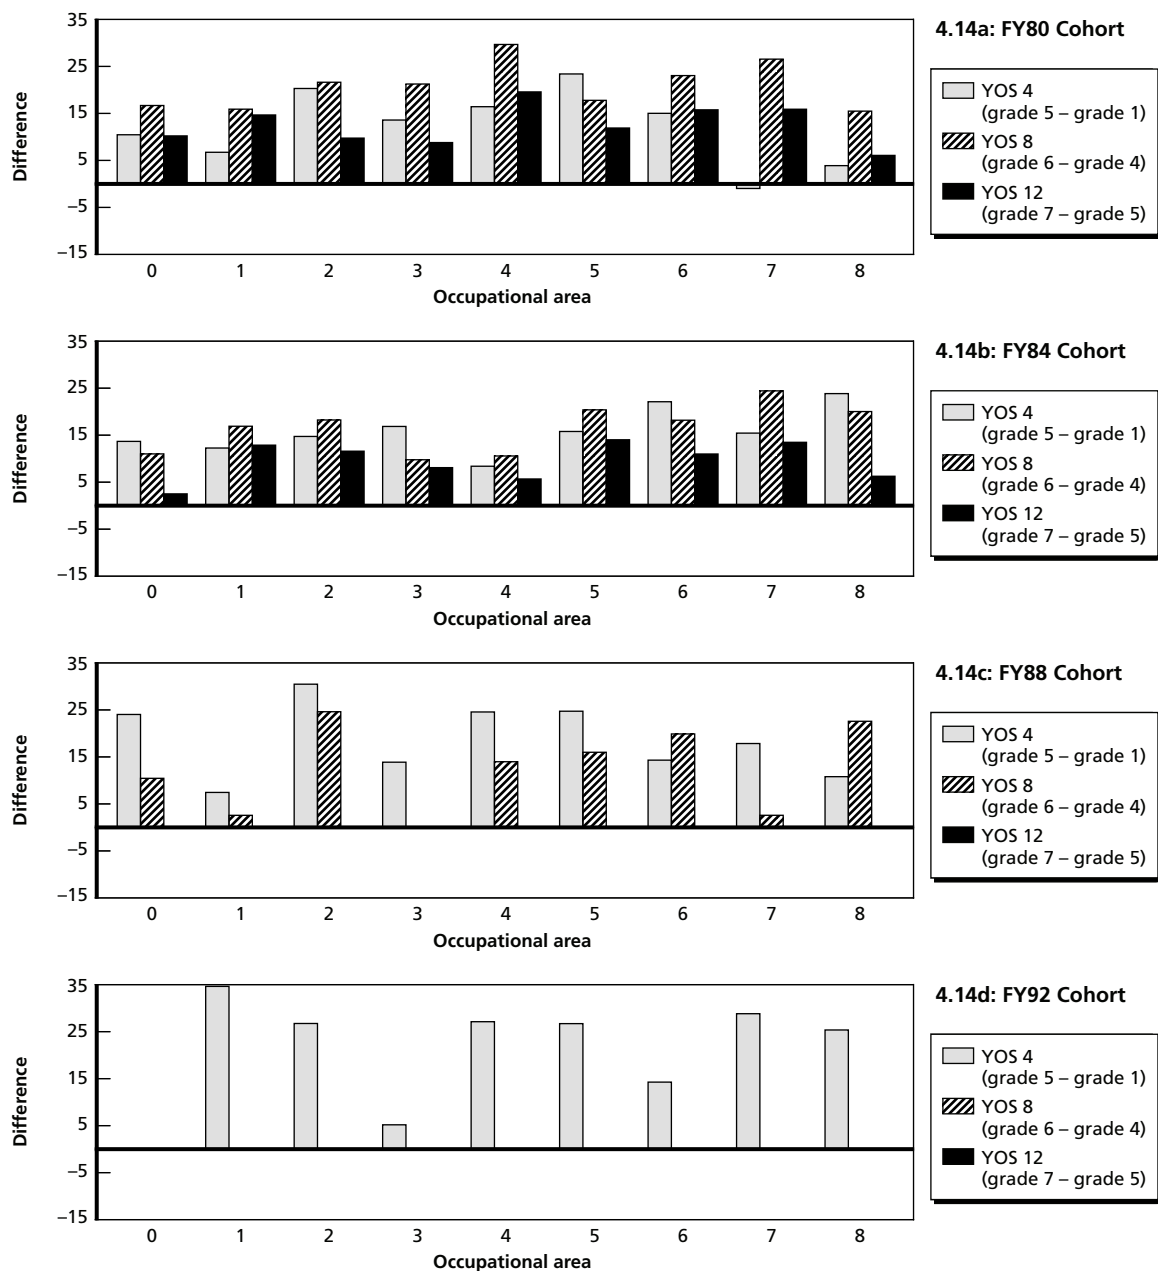 4.14a: FY80 Cohort
Difference
35
25
15
5
–5
–15
0 1 2 3 4 5 6 7 8
Occupational area
YOS 4
(grade 5 – grade 1)
YOS 8
(grade 6 – grade 4)
YOS 12
(grade 7 – grade 5)
4.14b: FY84 Cohort
Difference
35
25
15
5
–5
–15
0 1 2 3 4 5 6 7 8
Occupational area
YOS 4
(grade 5 – grade 1)
YOS 8
(grade 6 – grade 4)
YOS 12
(grade 7 – grade 5)
4.14c: FY88 Cohort
Difference
35
25
15
5
–5
–15
0 1 2 3 4 5 6 7 8
Occupational area
YOS 4
(grade 5 – grade 1)
YOS 8
(grade 6 – grade 4)
YOS 12
(grade 7 – grade 5)
4.14d: FY92 Cohort
Difference
35
25
15
5
–5
–15
0 1 2 3 4 5 6 7 8
Occupational area
YOS 4
(grade 5 – grade 1)
YOS 8
(grade 6 – grade 4)
YOS 12
(grade 7 – grade 5)